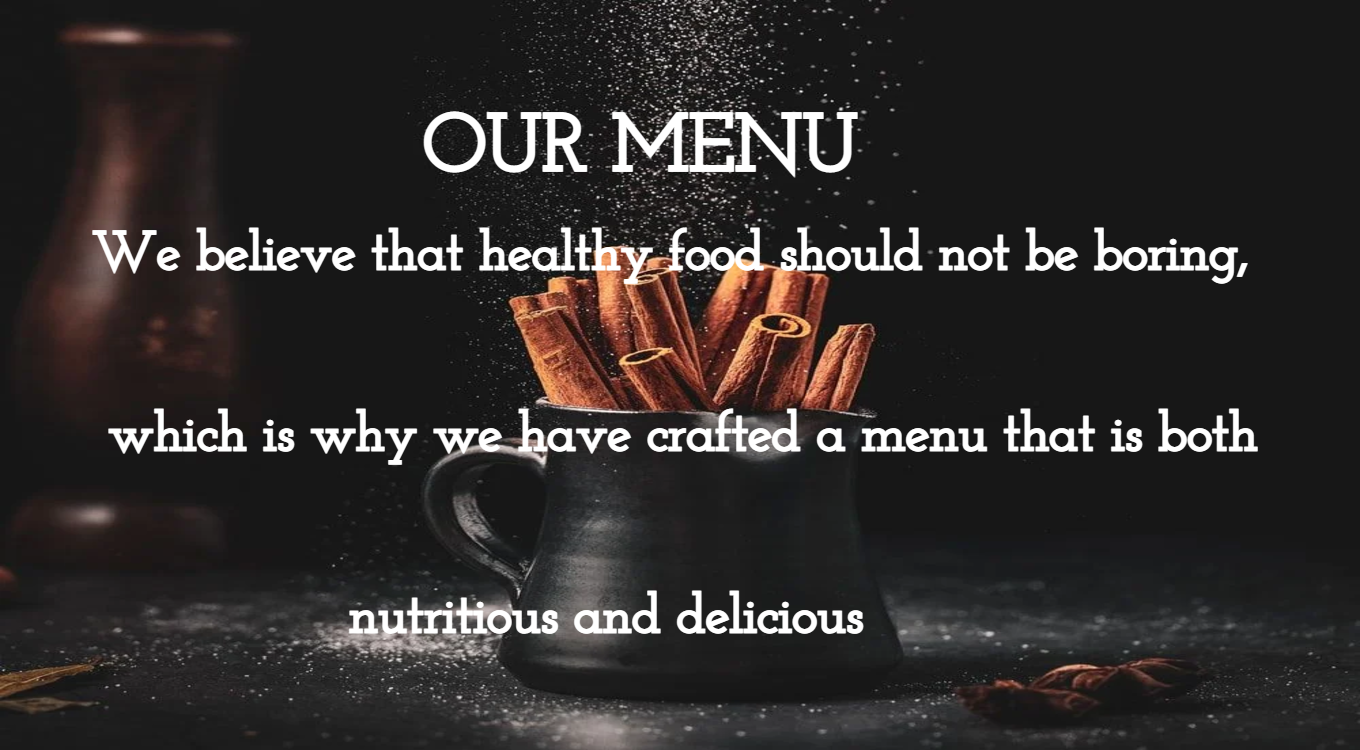 OUR MENU
We believe that healthy food should not be boring,
which is why we have crafted a menu that is both
nutritious and delicious